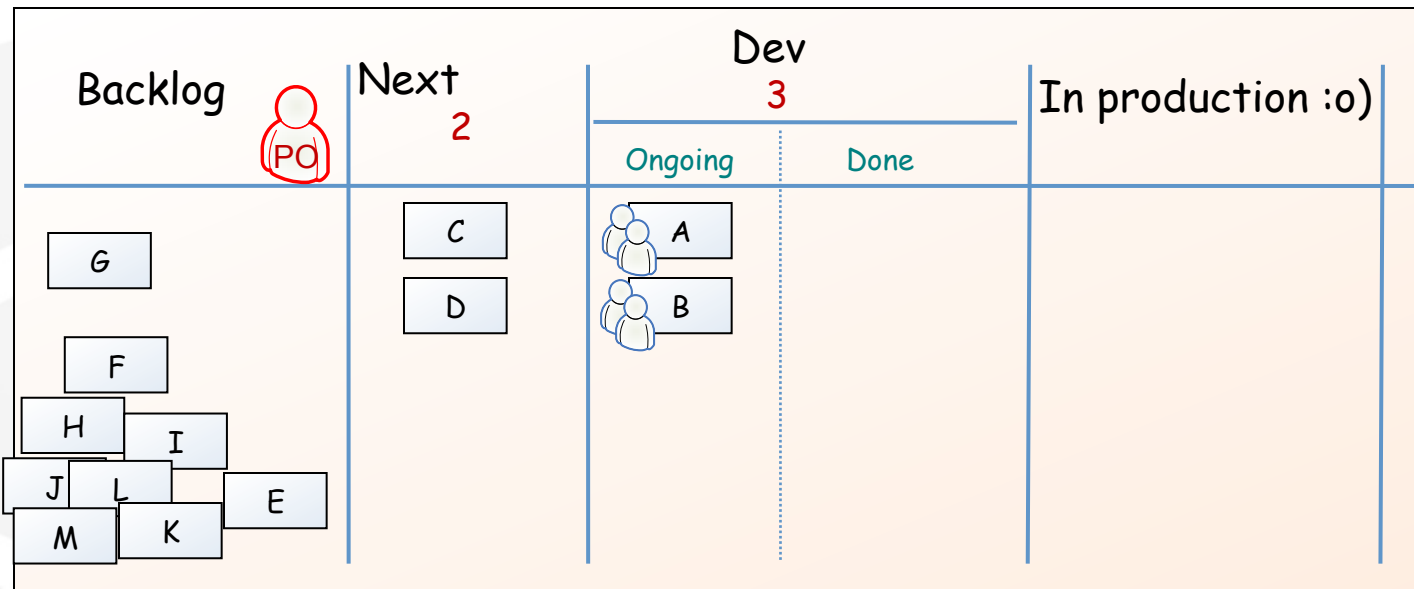 Backlog
PO
Next
2
Dev
3
Ongoing
Done
In production :o)
G
F
H
I
J
L
E
M
K
C
D
A
B